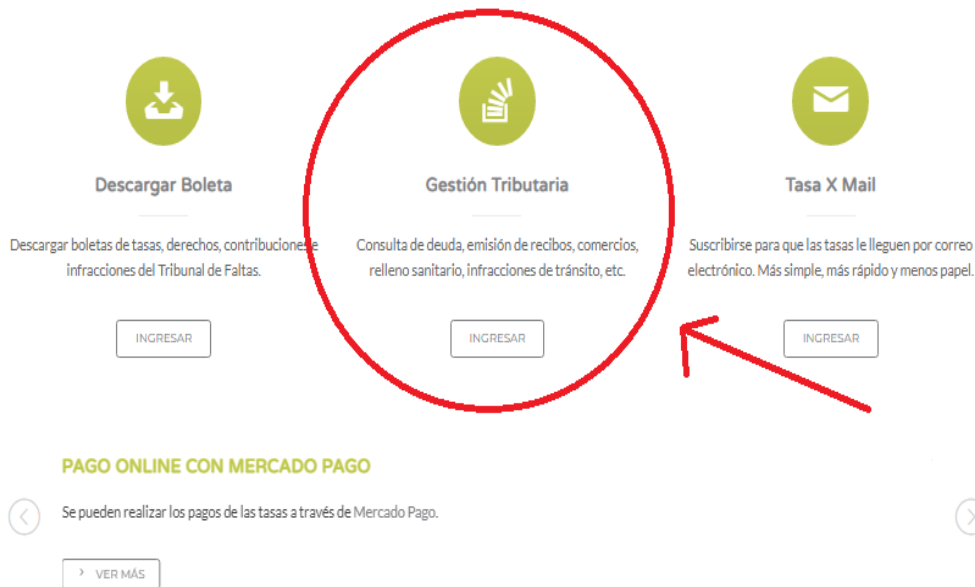 Descargar Boleta
Descargar boletas de tasas, derechos, contribuciones e
infracciones del Tribunal de Faltas.
INGRESAR
Gestión Tributaria
Consulta de deuda, emisión de recibos, comercios,
relleno sanitario, infracciones de tránsito, etc.
INGRESAR
Tasa X Mail
Suscribirse para que las tasas le lleguen por correo
electrónico. Más simple, más rápido y menos papel.
INGRESAR
PAGO ONLINE CON MERCADO PAGO
Se pueden realizar los pagos de las tasas a través de Mercado Pago.
VER MÁS